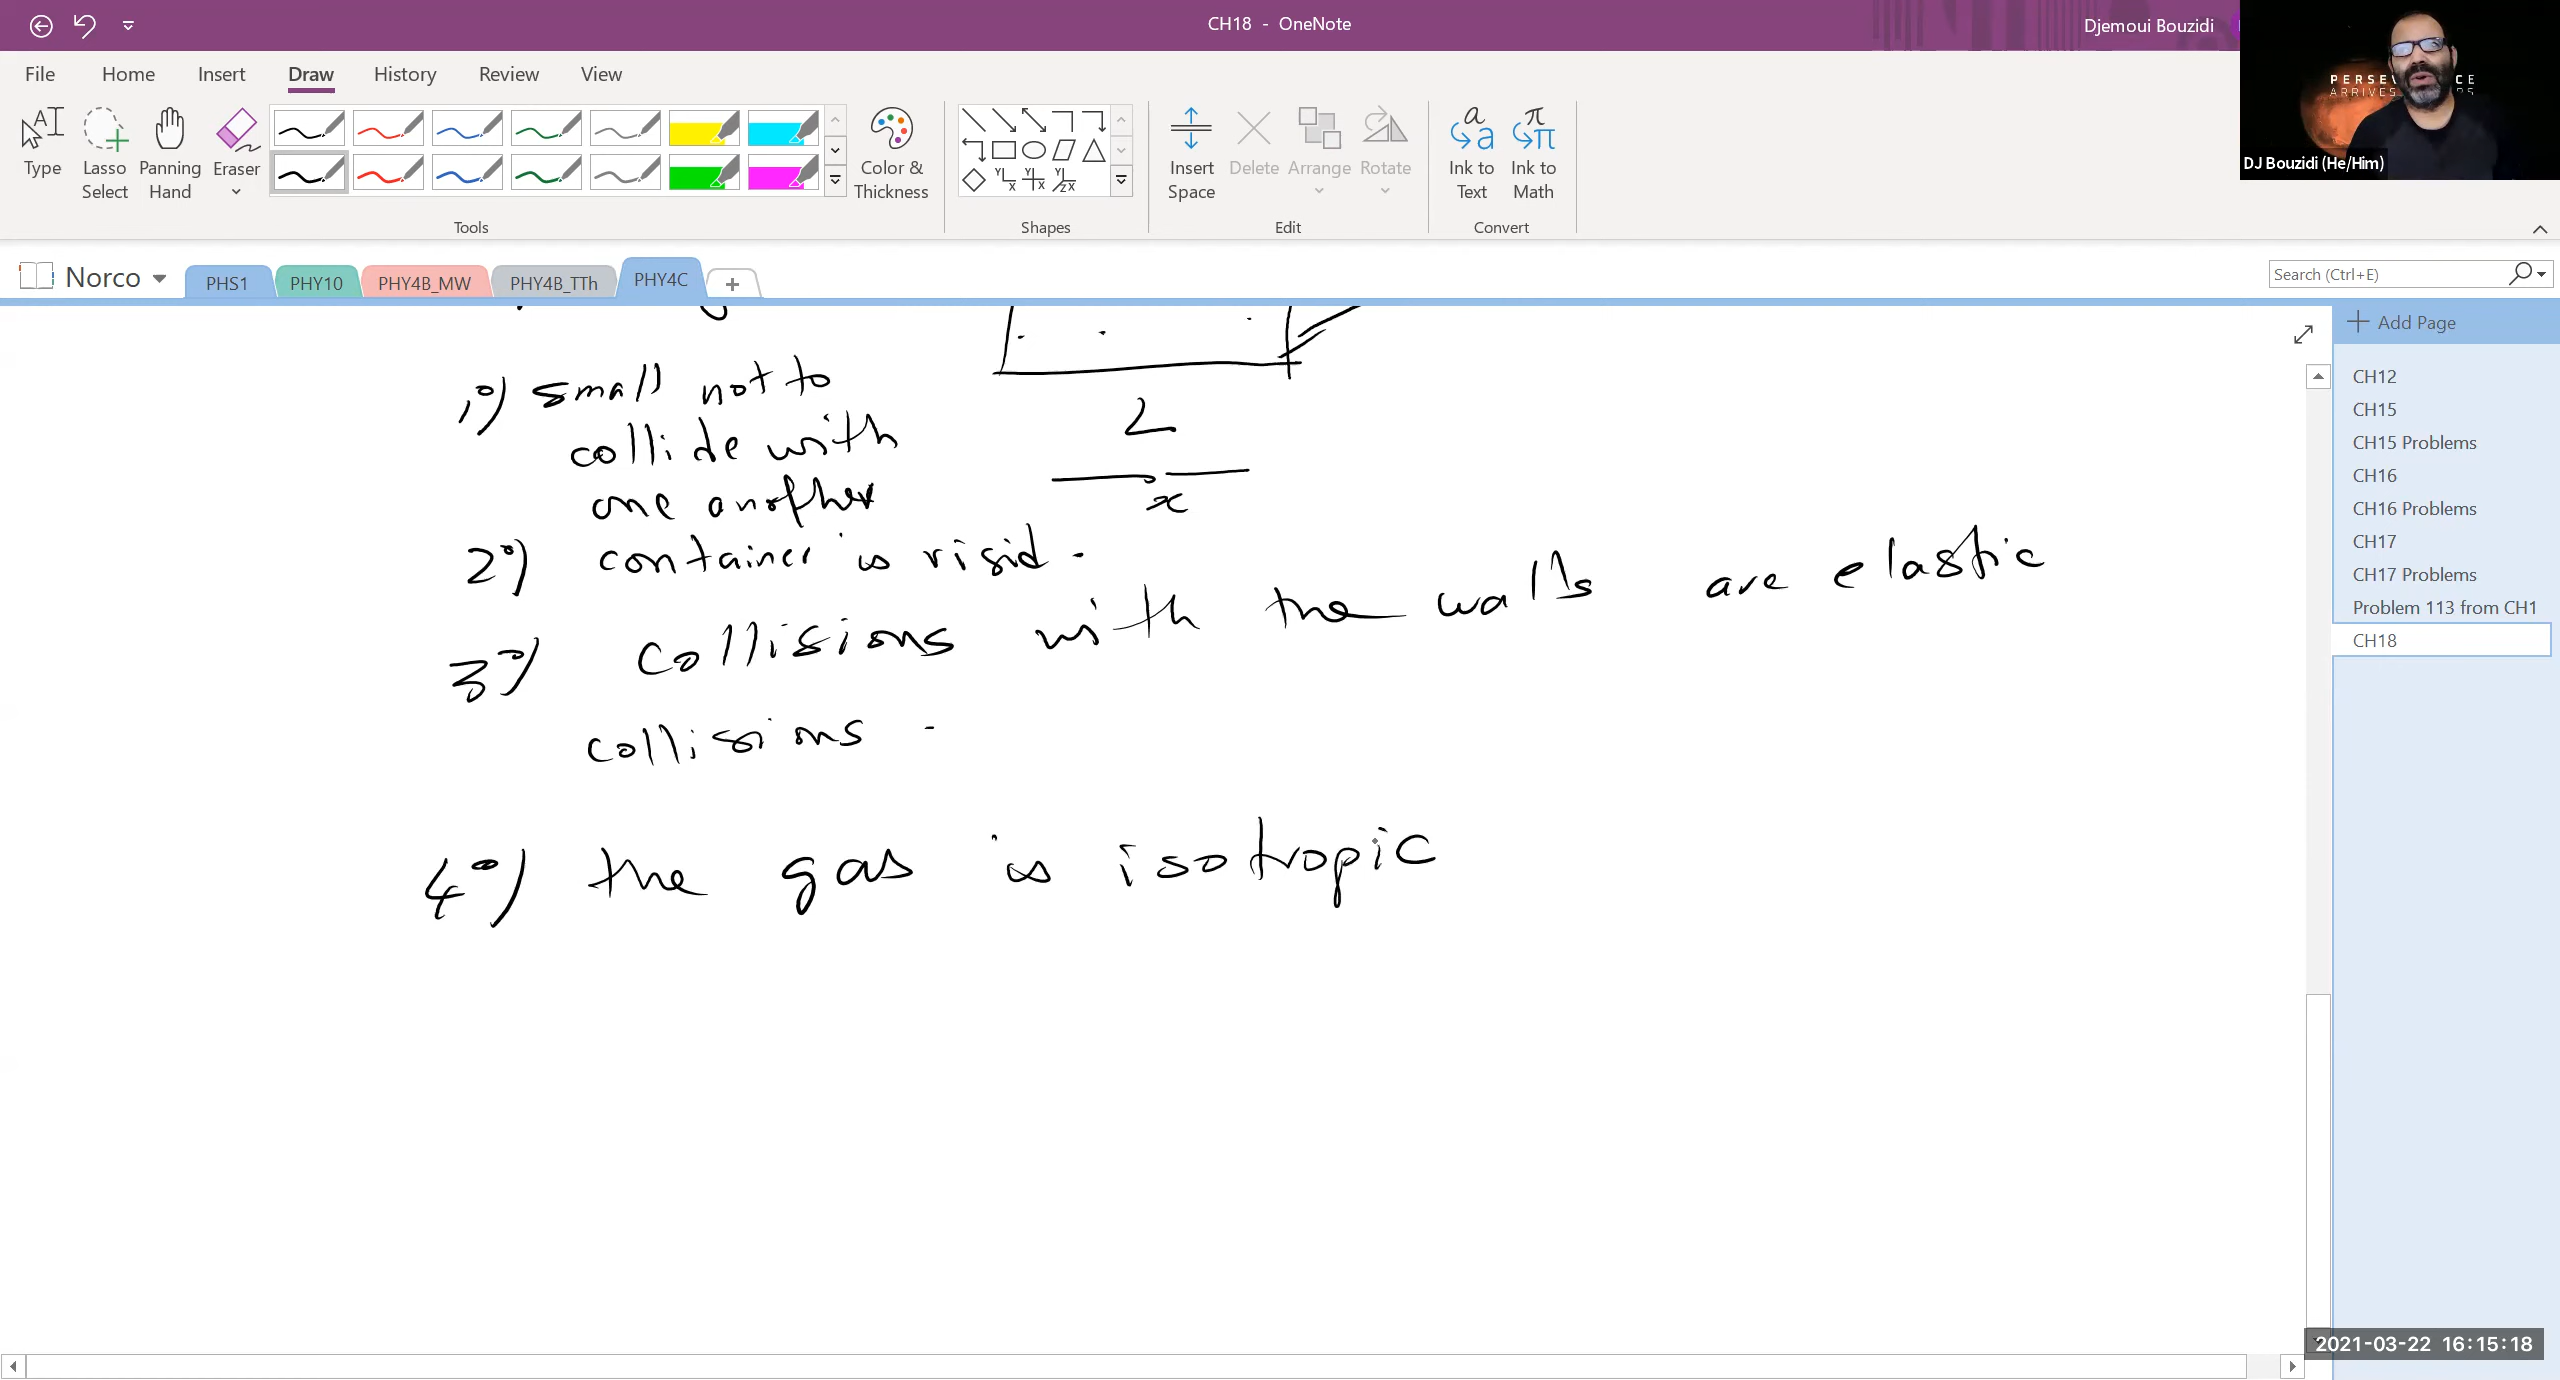 CH18 - OneNote
Djemoui Bouzidi
File Home Insert Draw History Review View
PERSEV CE
ARRIVES
DJ Bouzidi (He/Him)
Type
Lasso Select
Panning Hand
Eraser
Color & Thickness
Insert Space
Delete
Arrange
Rotate
Ink to Text
Ink to Math
Tools
Shapes
Edit
Convert
Norco
PHS1
PHY10
PHY4B_MW
PHY4B_TTh
PHY4C
Search (Ctrl+E)
1°) small not to
collide with
one another
L
x
2°) container is rigid.
3°) collisions with the walls are elastic
collissions .
4°) the gas is isotropic
Add Page
CH12
CH15
CH15 Problems
CH16
CH16 Problems
CH17
CH17 Problems
Problem 113 from CH1
CH18
2021-03-22 16:15:18